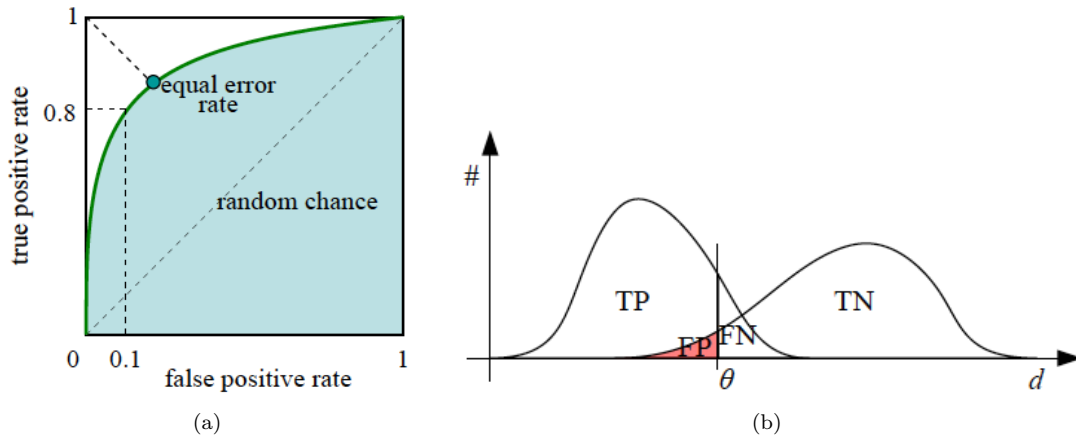 1
equal error
rate
0.8
true positive rate
random chance
0
0.1
1
false positive rate
(a)
#
TP
TN
FP
FN
θ
d
(b)